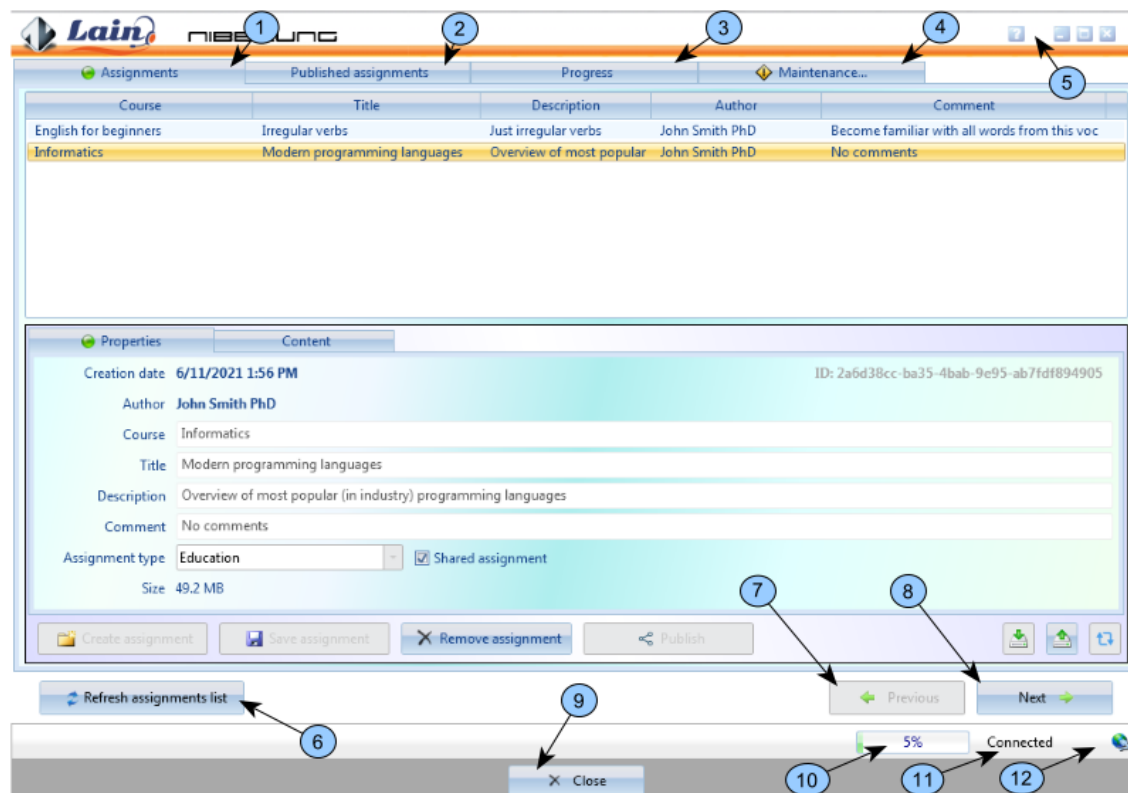 Lain
1
2
3
4
?
5
Assignments Published assignments Progress Maintenance...
Course Title Description Author Comment
English for beginners Irregular verbs Just irregular verbs John Smith PhD Become familiar with all words from this voc
Informatics Modern programming languages Overview of most popular John Smith PhD No comments
Properties Content
Creation date 6/11/2021 1:56 PM ID: 2a6d38cc-ba35-4bab-9e95-ab7fdf894905
Author John Smith PhD
Course Informatics
Title Modern programming languages
Description Overview of most popular (in industry) programming languages
Comment No comments
Assignment type Education Shared assignment
Size 49.2 MB
7 8
Create assignment Save assignment Remove assignment Publish
Refresh assignments list Previous Next
6 9
5% Connected
10 11 12
Close